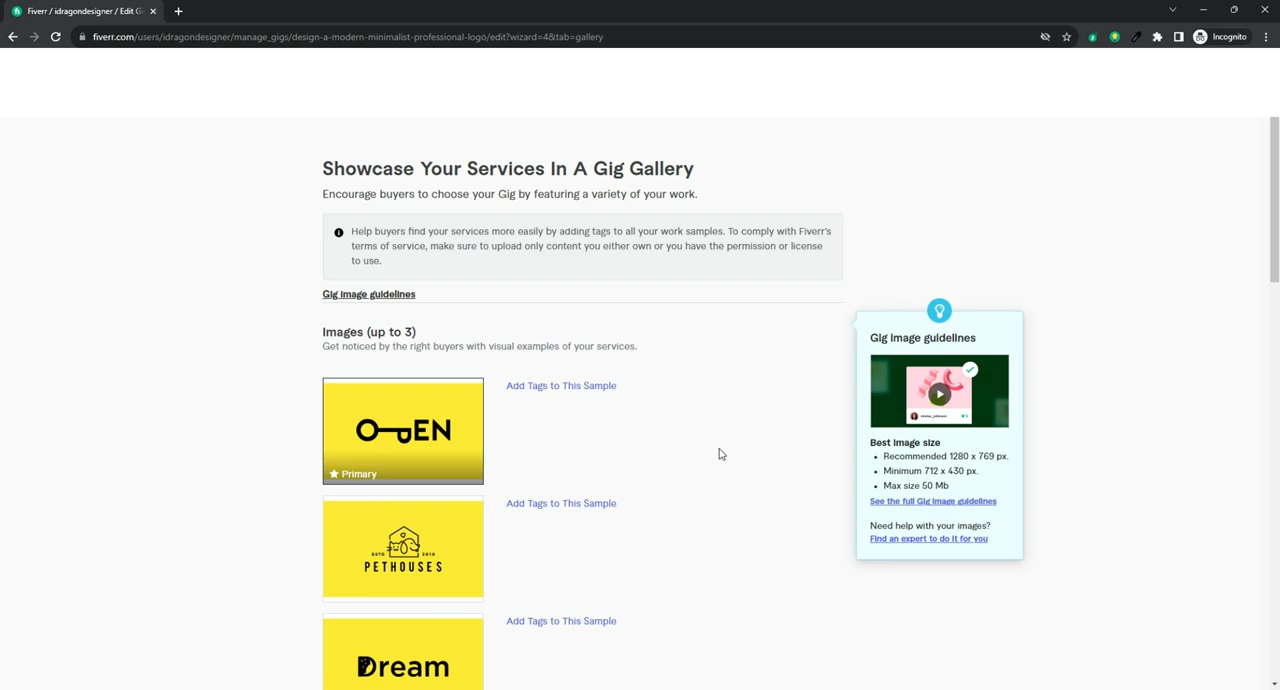 Fiverr / idragondesigner / Edit G
fiverr.com/users/idragondesigner/manage_gigs/design-a-modern-minimalist-professional-logo/edit?wizard=4&tab=gallery
Incognito
Showcase Your Services In A Gig Gallery
Encourage buyers to choose your Gig by featuring a variety of your work.
Help buyers find your services more easily by adding tags to all your work samples. To comply with Fiverr's
terms of service, make sure to upload only content you either own or you have the permission or license
to use.
Gig image guidelines
Images (up to 3)
Get noticed by the right buyers with visual examples of your services.
OPEN
Primary
Add Tags to This Sample
ESTD 2018
PETHOUSES
Add Tags to This Sample
Dream
Add Tags to This Sample
Gig image guidelines
Best image size
• Recommended 1280 x 769 px.
• Minimum 712 x 430 px.
• Max size 50 Mb
See the full Gig image guidelines
Need help with your images?
Find an expert to do it for you